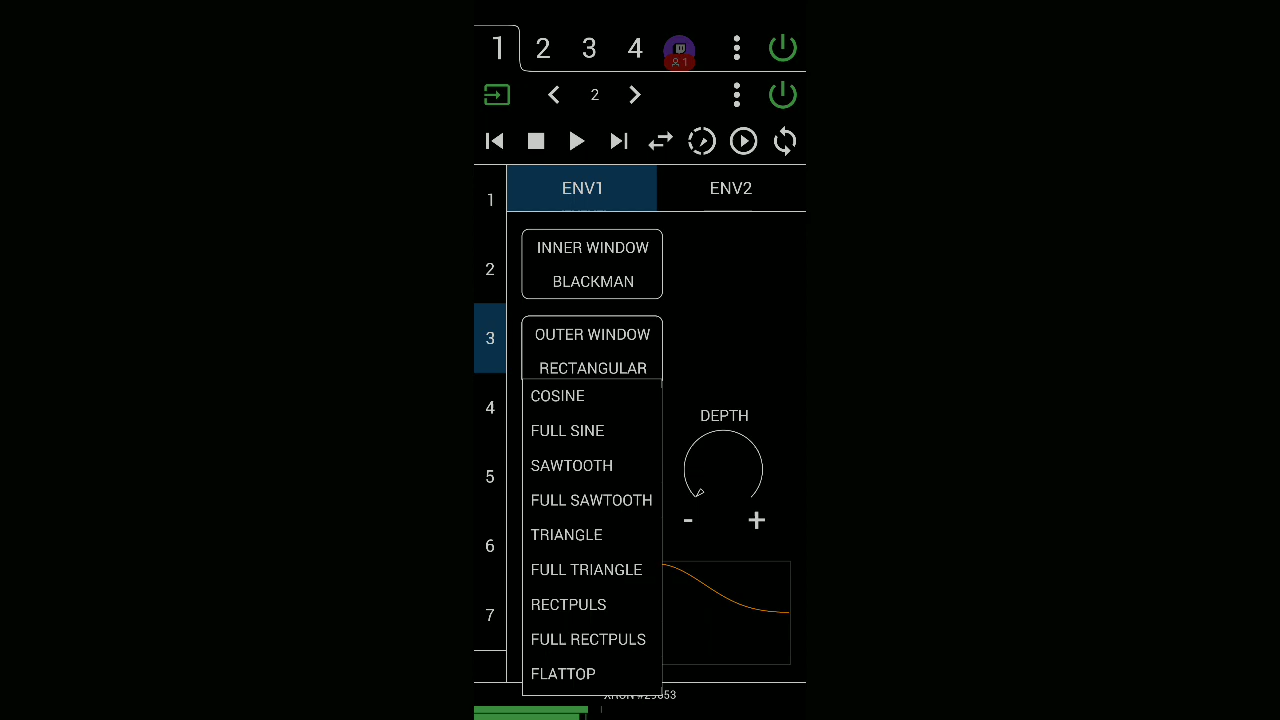 1 2 3 4
1
2
ENV1 ENV2
1
INNER WINDOW
2
BLACKMAN
OUTER WINDOW
3
RECTANGULAR
COSINE
4
DEPTH
FULL SINE
SAWTOOTH
5
FULL SAWTOOTH
- +
TRIANGLE
6
FULL TRIANGLE
RECTPULS
7
FULL RECTPULS
FLATTOP